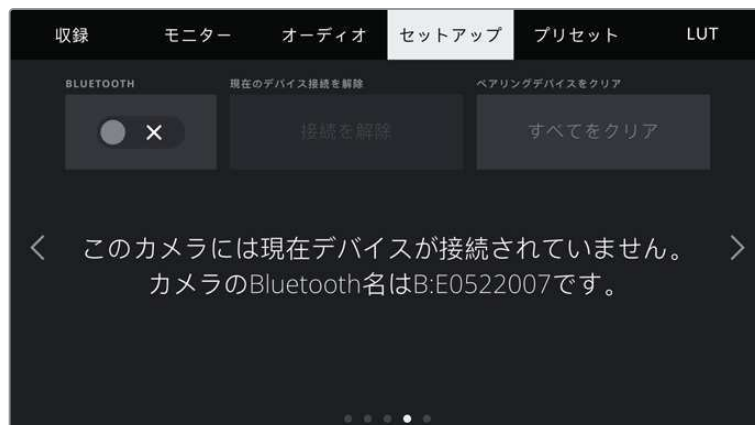 収録 モニター オーディオ セットアップ プリセット LUT
BLUETOOTH 現在のデバイス接続を解除 ペアリングデバイスをクリア
接続を解除 すべてをクリア
このカメラには現在デバイスが接続されていません。
カメラのBluetooth名はB:E0522007です。